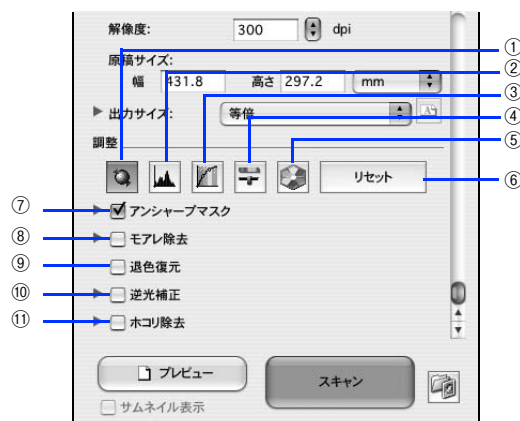 解像度: 300 dpi
原稿サイズ:
幅 431.8 高さ 297.2 mm
出力サイズ: 等倍
調整
リセット
アンシャープマスク
モアレ除去
退色復元
逆光補正
ホコリ除去
プレビュー
スキャン
サムネイル表示
①
②
③
④
⑤
⑥
⑦
⑧
⑨
⑩
⑪